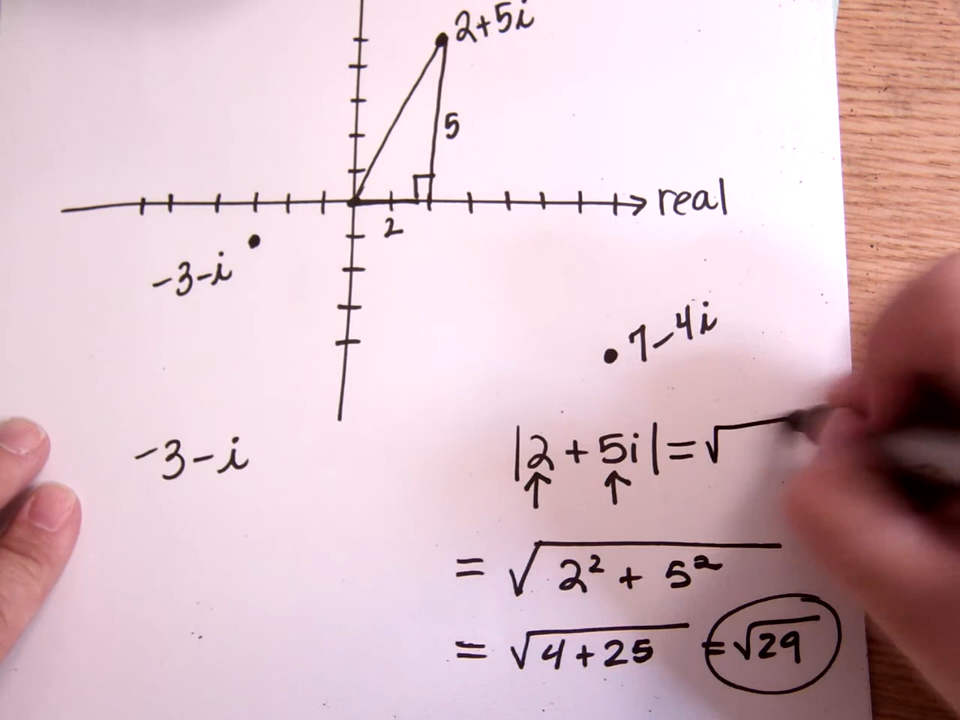 2+5i
5
real
2
-3-i
7-4i
-3-i
|2+5i|=√
= √2² + 5²
= √4+25 =√29